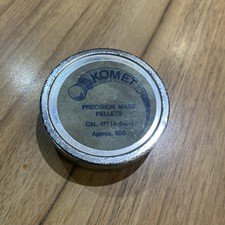 KOMET
PRECISION MADE
PELLETS
CAL .177 (4.5mm)
Approx. 500